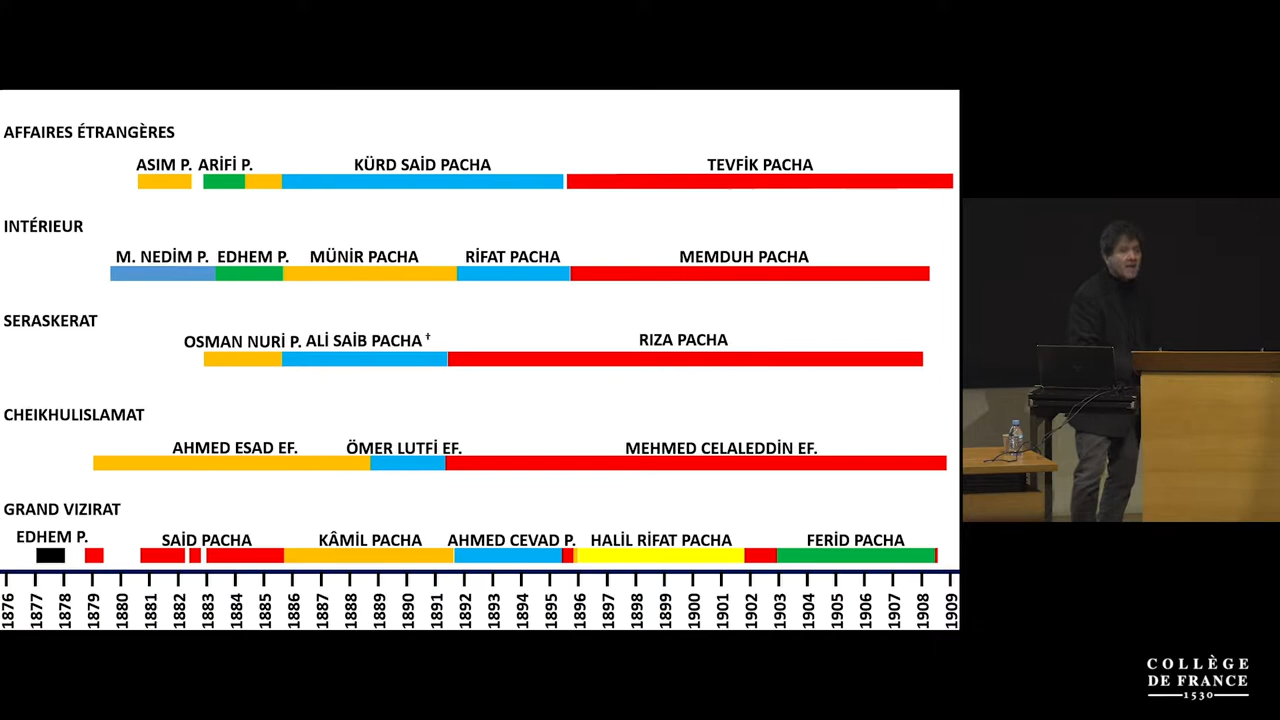 AFFAIRES ÉTRANGÈRES
ASIM P. ARİFİ P. KÜRD SAİD PACHA TEVFİK PACHA
INTÉRIEUR
M. NEDİM P. EDHEM P. MÜNİR PACHA RİFAT PACHA MEMDUH PACHA
SERASKERAT
OSMAN NURİ P. ALİ SAİB PACHA † RIZA PACHA
CHEIKHULISLAMAT
AHMED ESAD EF. ÖMER LUTFİ EF. MEHMED CELALEDDİN EF.
GRAND VIZIRAT
EDHEM P. SAİD PACHA KÂMİL PACHA AHMED CEVAD P. HALİL RİFAT PACHA FERİD PACHA
1876 1877 1878 1879 1880 1881 1882 1883 1884 1885 1886 1887 1888 1889 1890 1891 1892 1893 1894 1895 1896 1897 1898 1899 1900 1901 1902 1903 1904 1905 1906 1907 1908 1909
COLLÈGE
DE FRANCE
1530